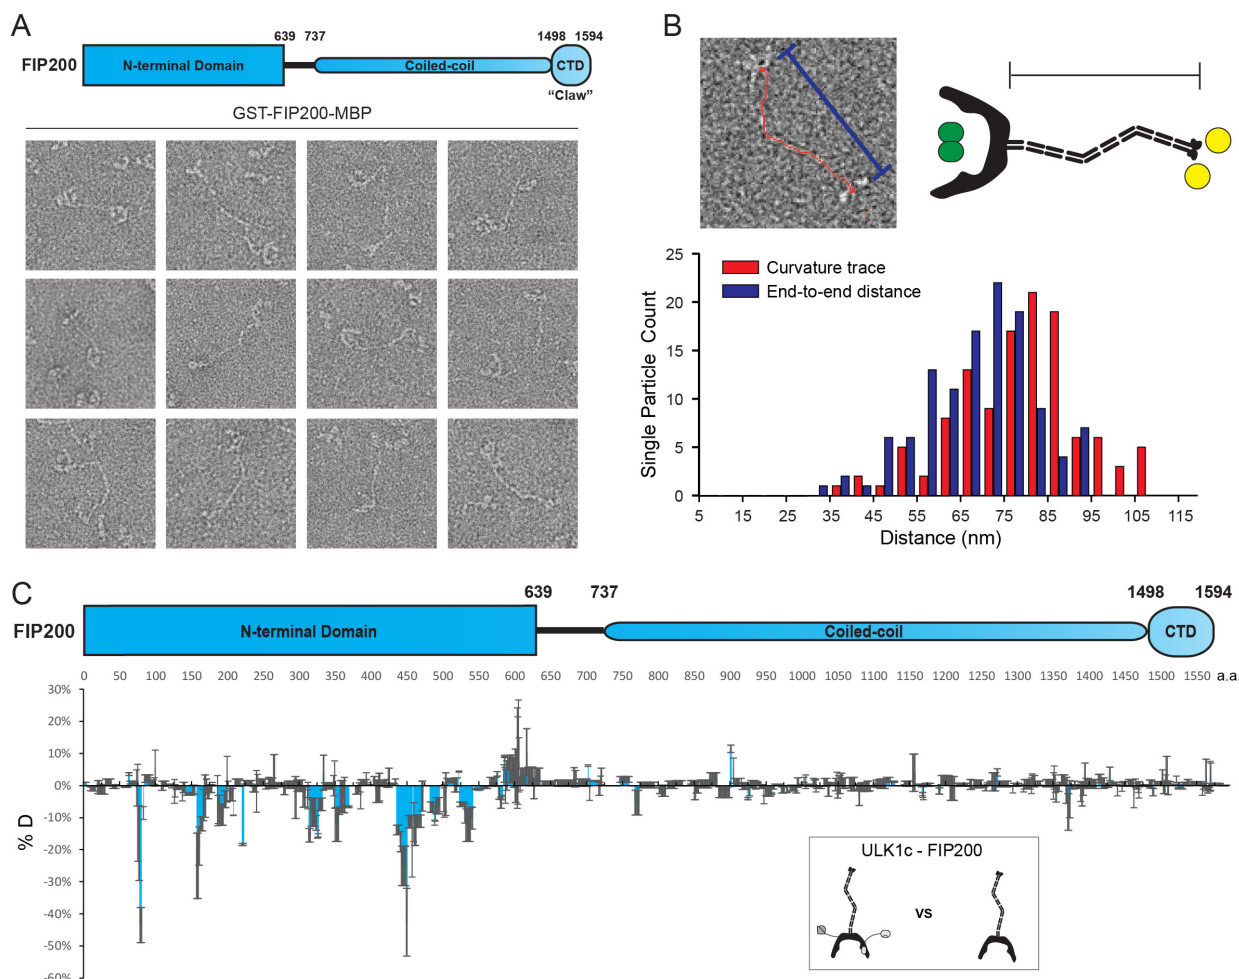 A
639 737 1498 1594
FIP200 N-terminal Domain Coiled-coil CTD
“Claw”
GST-FIP200-MBP
B
25
20
15
10
5
0
Single Particle Count
Curvature trace
End-to-end distance
5 15 25 35 45 55 65 75 85 95 105 115
Distance (nm)
C
639 737 1498 1594
FIP200 N-terminal Domain Coiled-coil CTD
0 50 100 150 200 250 300 350 400 450 500 550 600 650 700 750 800 850 900 950 1000 1050 1100 1150 1200 1250 1300 1350 1400 1450 1500 1550 a.a.
30%
20%
10%
0%
-10%
-20%
-30%
-40%
-50%
-60%
% D
ULK1c - FIP200
vs